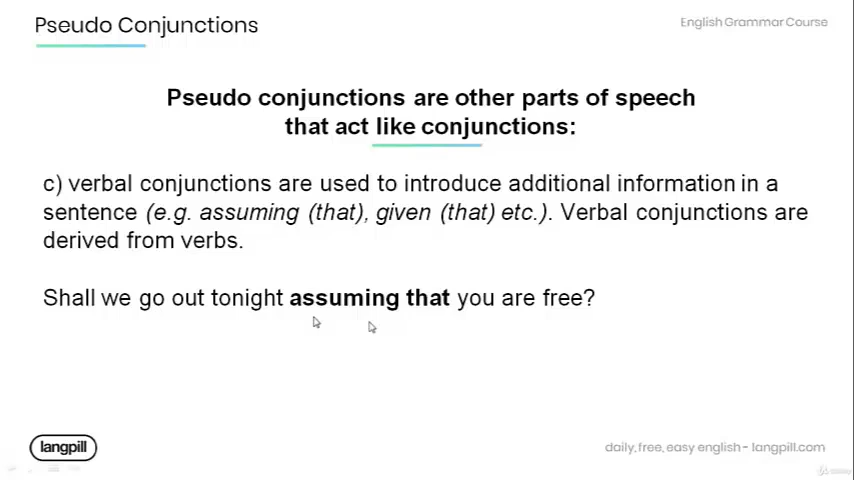 Pseudo Conjunctions
English Grammar Course
Pseudo conjunctions are other parts of speech
that act like conjunctions:
c) verbal conjunctions are used to introduce additional information in a
sentence (e.g. assuming (that), given (that) etc.). Verbal conjunctions are
derived from verbs.
Shall we go out tonight assuming that you are free?
langpill
daily, free, easy english - langpill.com